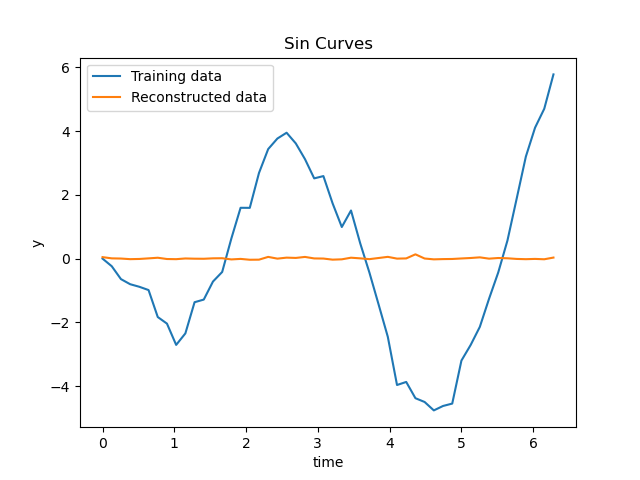 Sin Curves
Training data
Reconstructed data
6
4
2
0
−2
−4
y
0 1 2 3 4 5 6
time